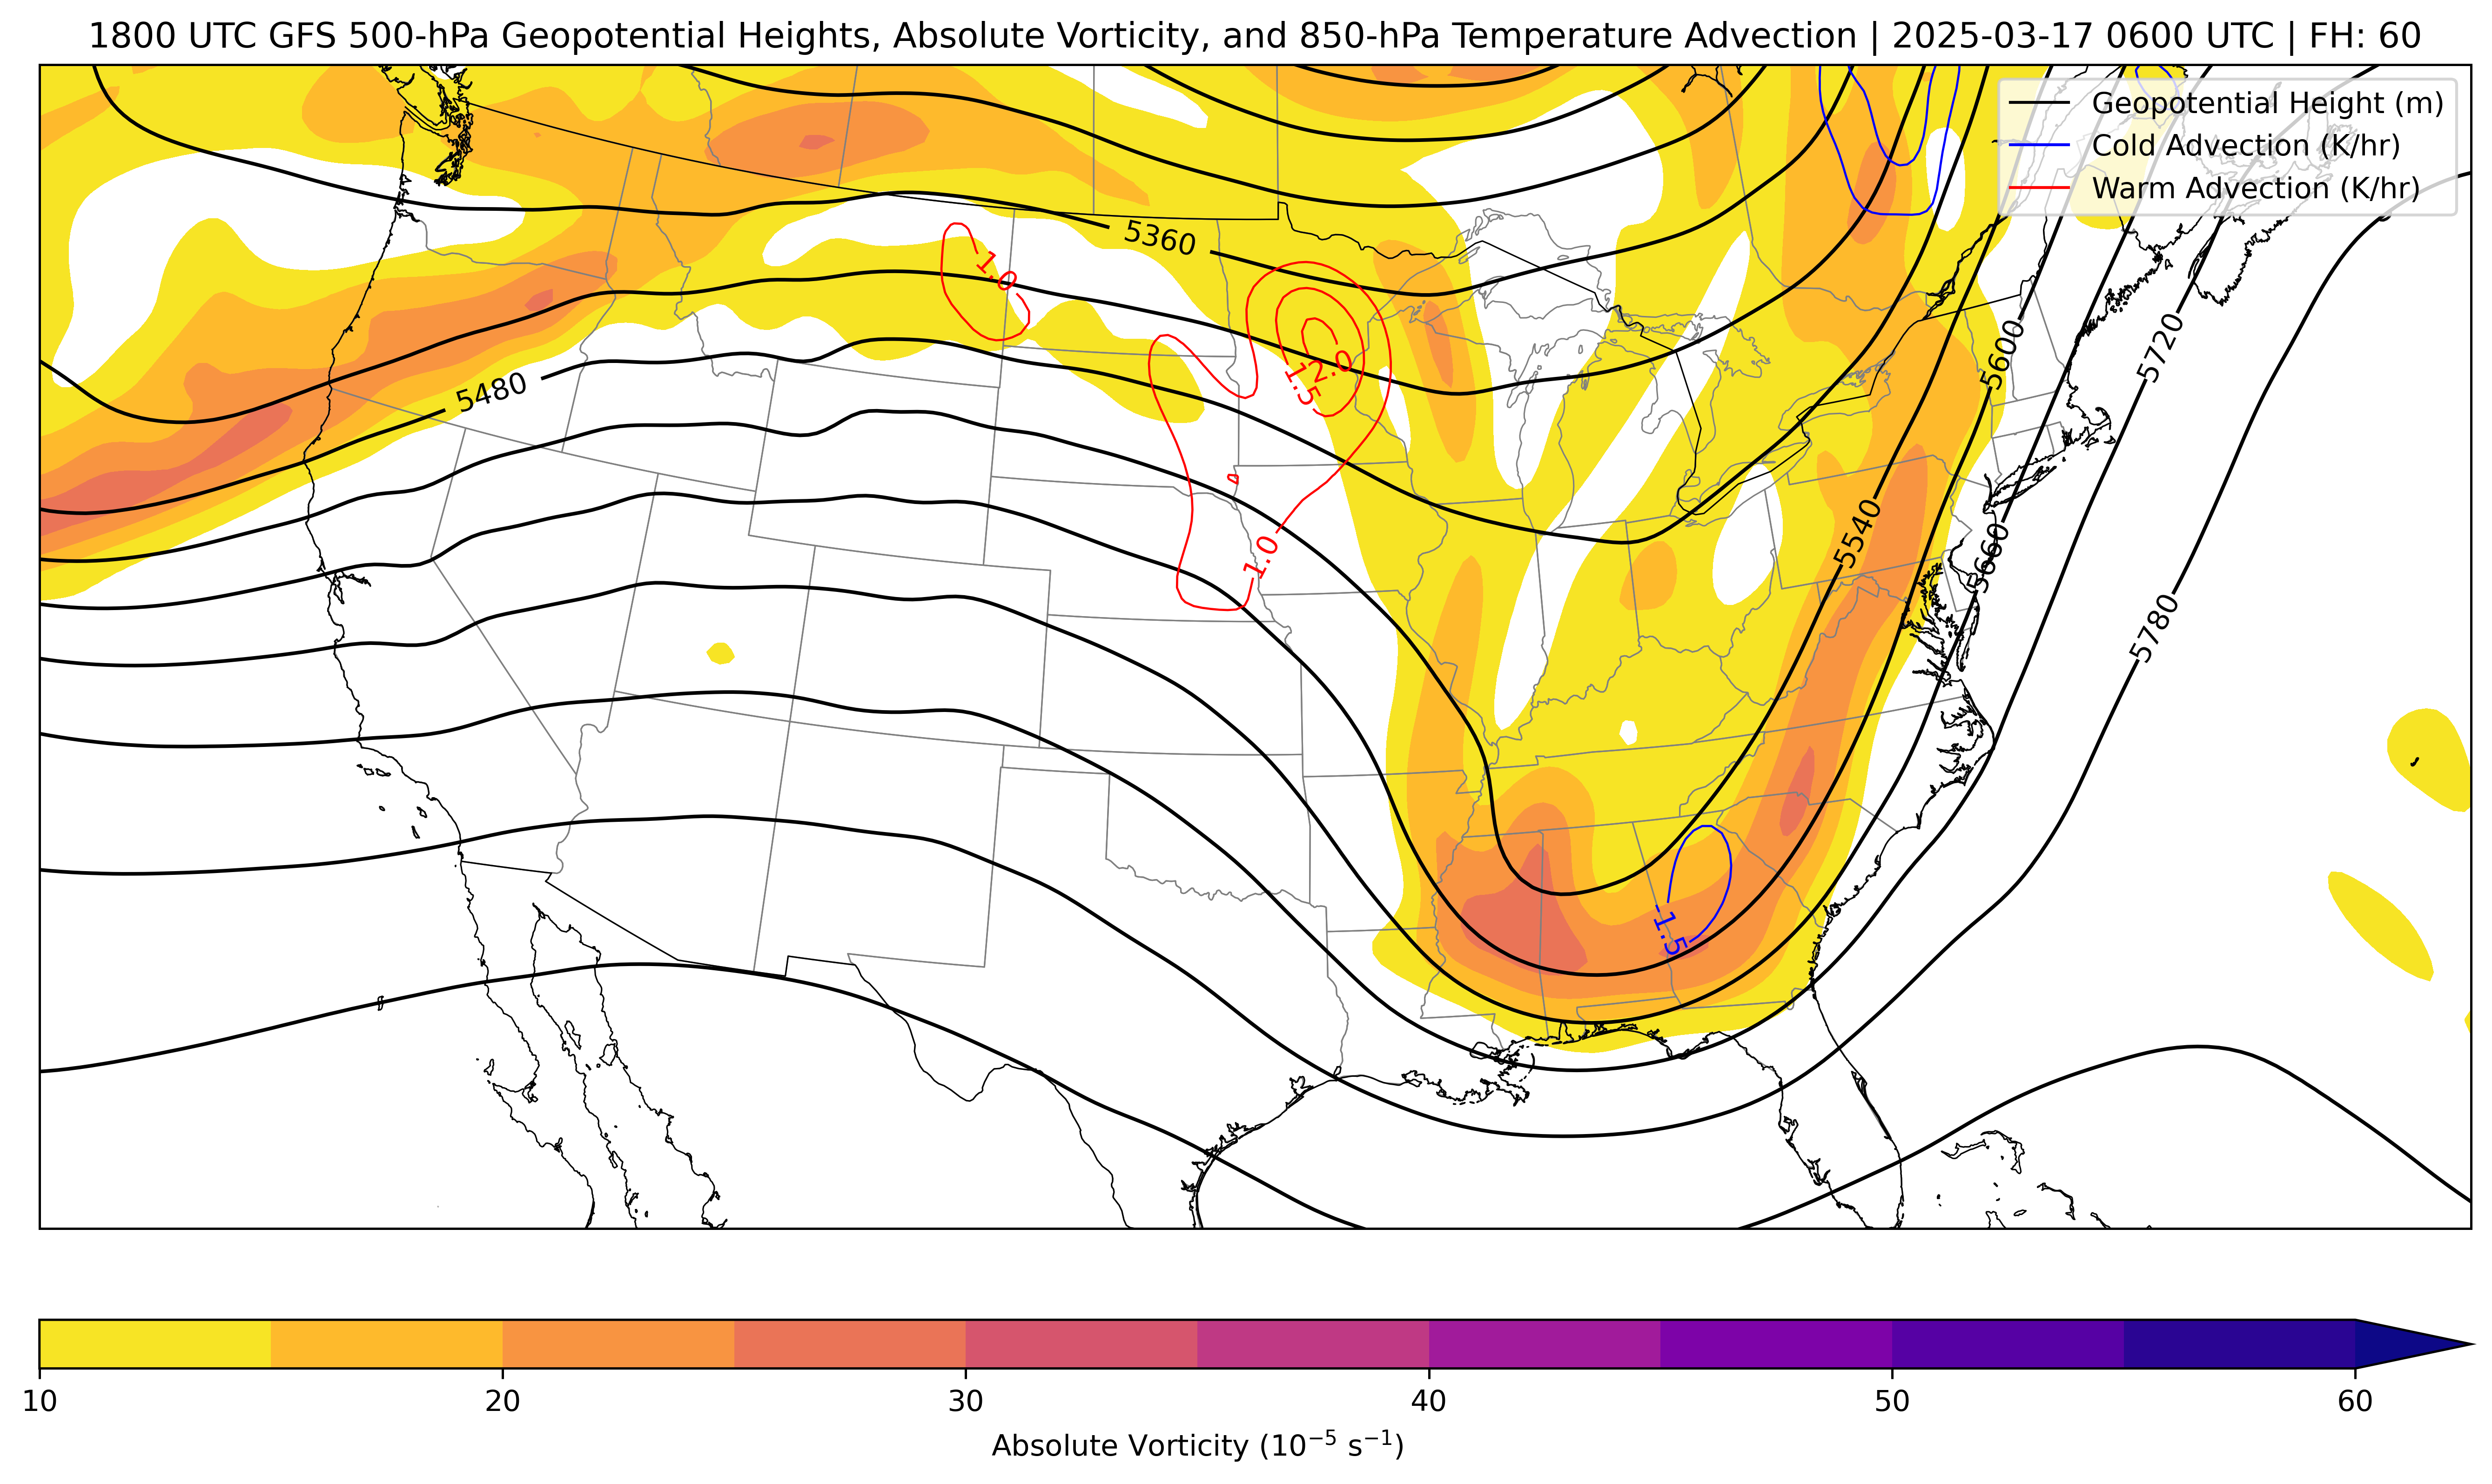 1800 UTC GFS 500-hPa Geopotential Heights, Absolute Vorticity, and 850-hPa Temperature Advection | 2025-03-17 0600 UTC | FH: 60
Geopotential Height (m)
Cold Advection (K/hr)
Warm Advection (K/hr)
5360
1.0
5480
2.0
1.5
5600
5720
5540
1.0
5660
5780
-1.5
10 20 30 40 50 60
Absolute Vorticity (10⁻⁵ s⁻¹)